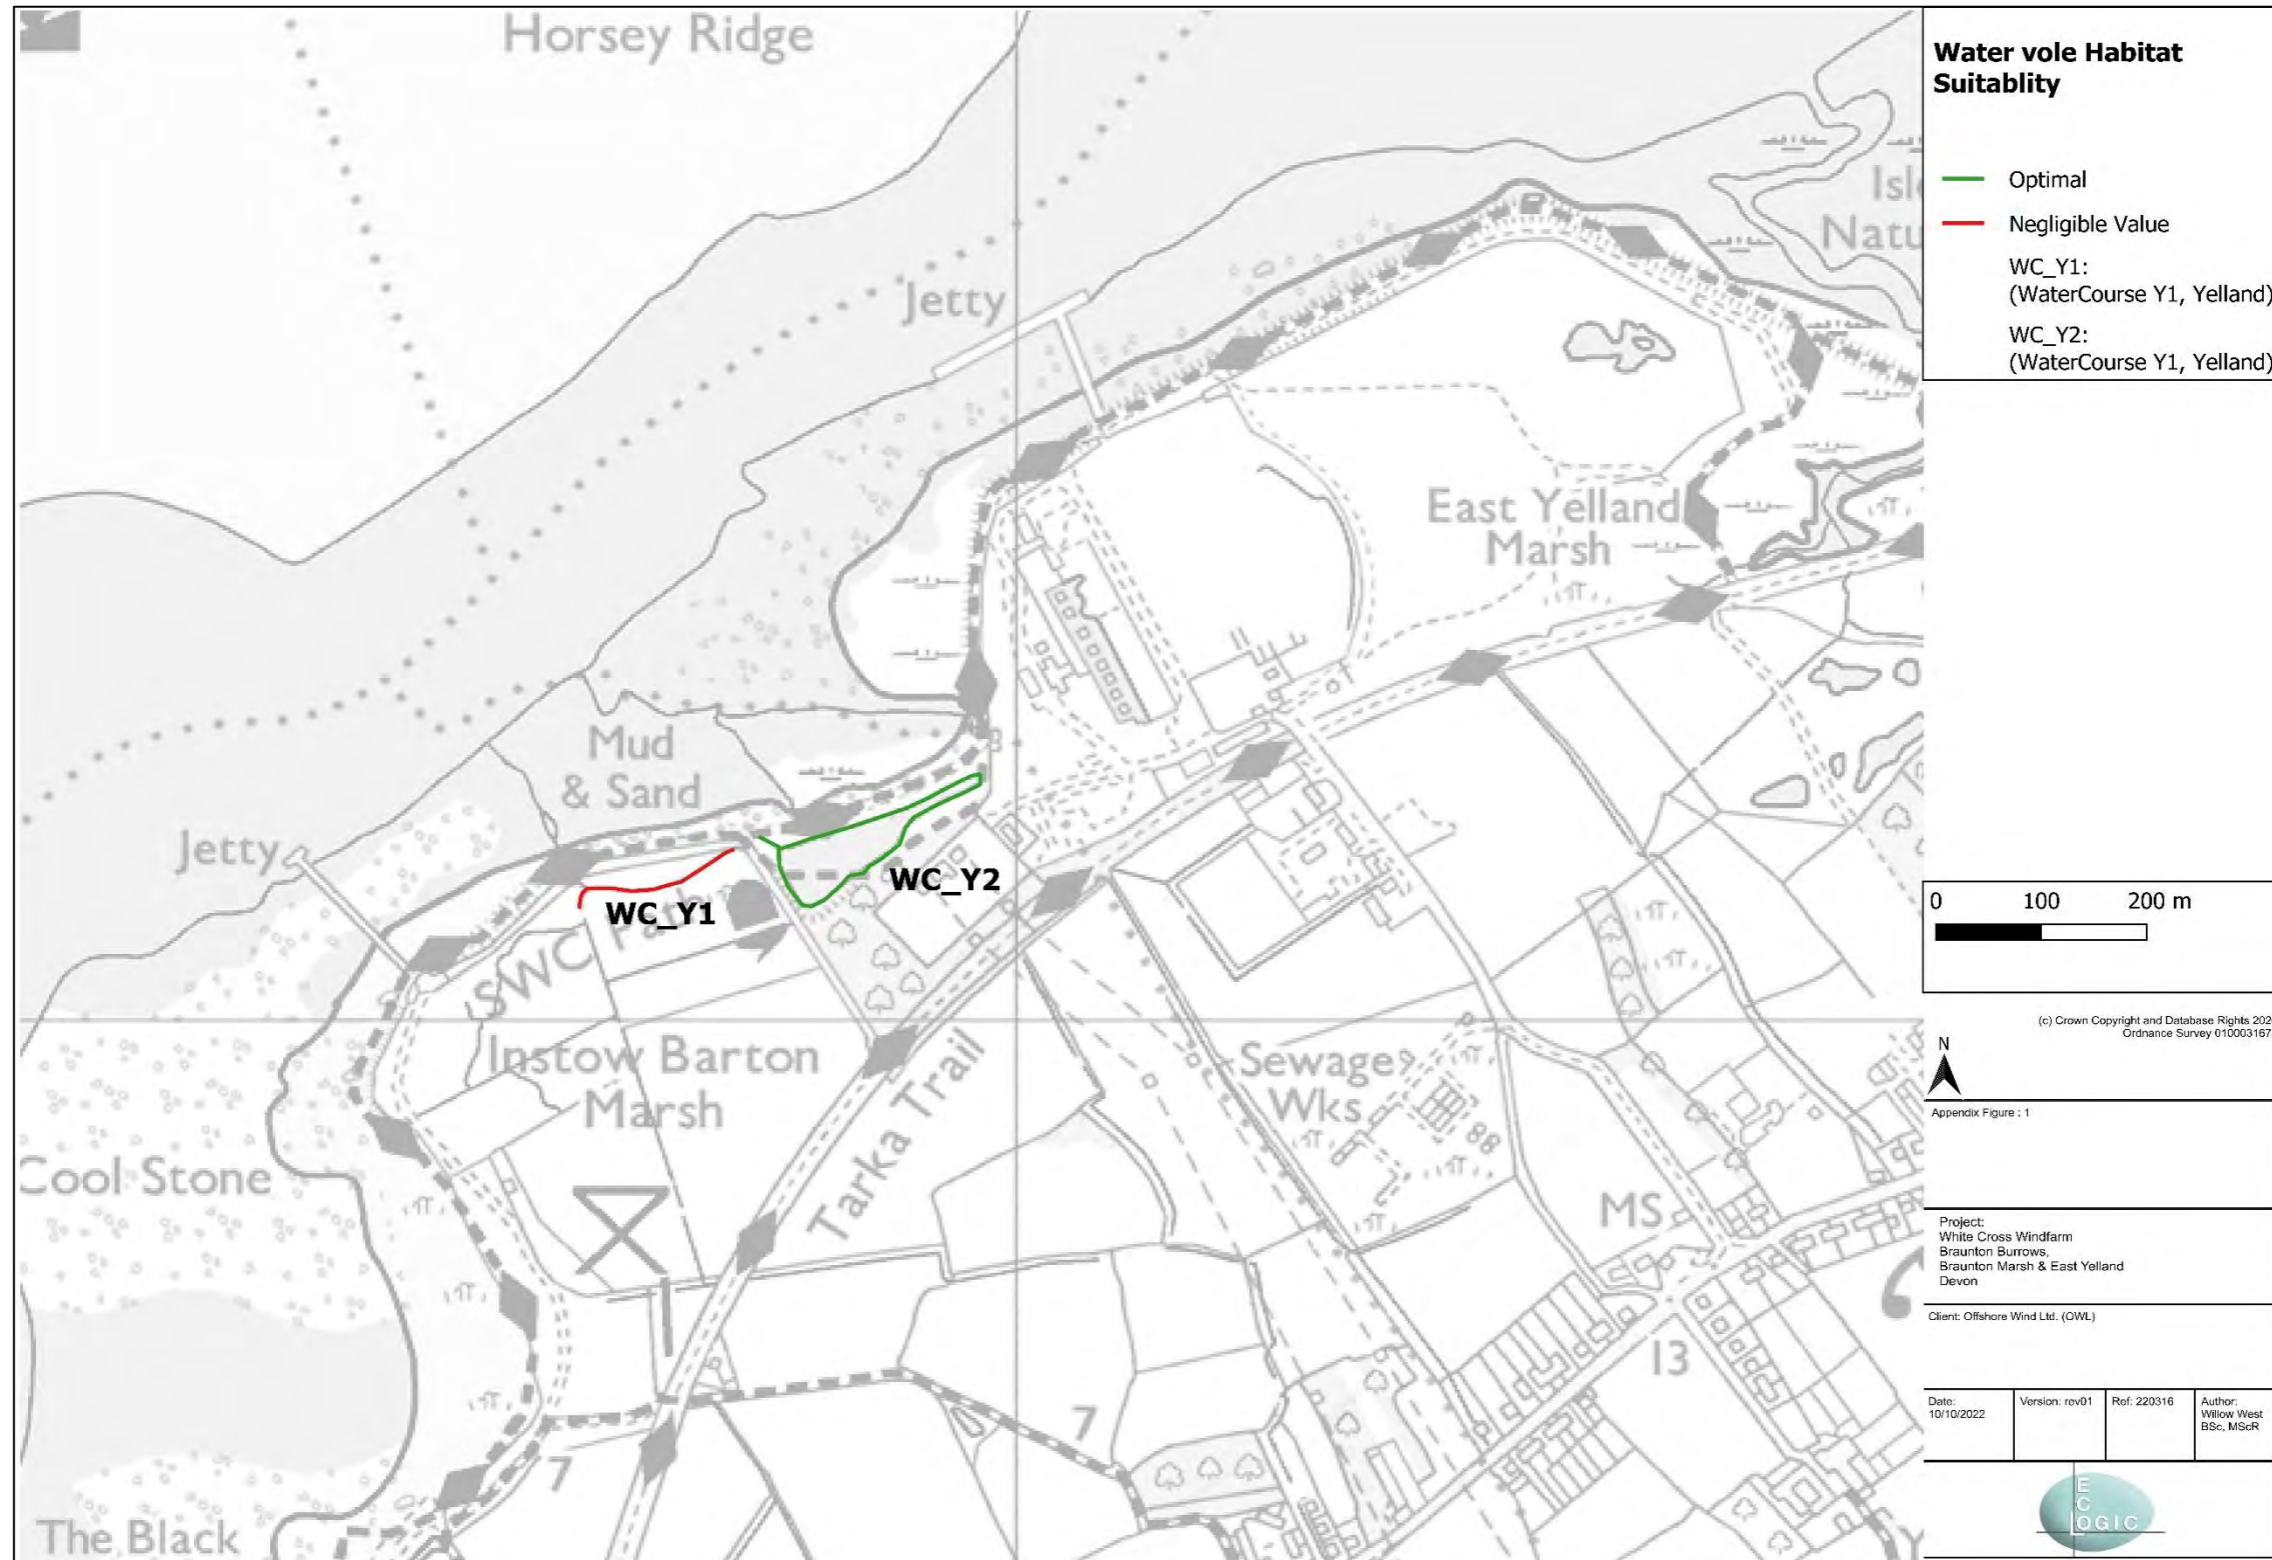 Horsey Ridge
Jetty
Isl
Natu
East Yelland
Marsh
Mud
& Sand
Jetty
WC_Y2
WC_Y1
SWC Path
Instow Barton
Marsh
Tarka Trail
Sewage
Wks
Cool Stone
MS
13
7
7
The Black
Water vole Habitat
Suitablity
Optimal
Negligible Value
WC_Y1:
(WaterCourse Y1, Yelland)
WC_Y2:
(WaterCourse Y1, Yelland)
0 100 200 m
(c) Crown Copyright and Database Rights 202
Ordnance Survey 010003167
N
Appendix Figure : 1
Project:
White Cross Windfarm
Braunton Burrows,
Braunton Marsh & East Yelland
Devon
Client: Offshore Wind Ltd. (OWL)
Date:
10/10/2022
Version: rev01
Ref: 220316
Author:
Willow West
BSc, MScR
ECOLOGIC